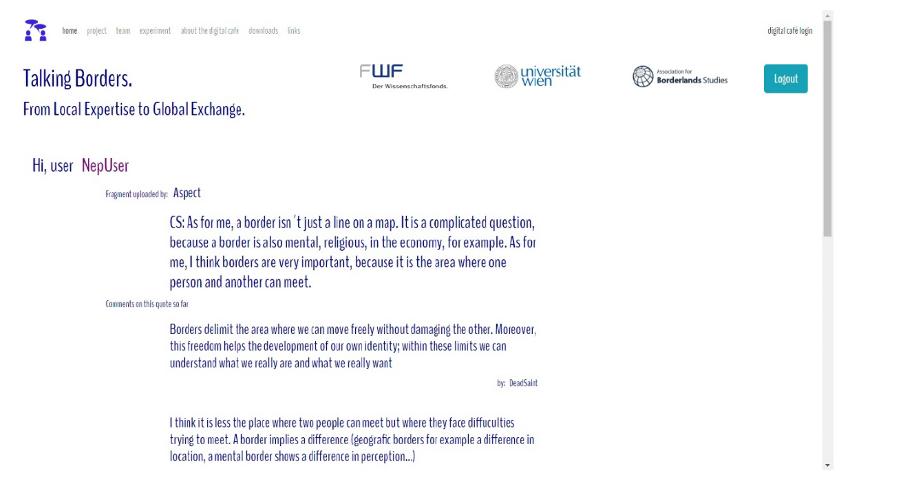 home project team experiment about the digital cafe downloads links
digital café login
Talking Borders.
From Local Expertise to Global Exchange.
FWF
Der Wissenschaftsfonds.
universität
wien
Association for
Borderlands Studies
Logout
Hi, user NepUser
Fragment uploaded by: Aspect
CS: As for me, a border isn´t just a line on a map. It is a complicated question,
because a border is also mental, religious, in the economy, for example. As for
me, I think borders are very important, because it is the area where one
person and another can meet.
Comments on this quote so far
Borders delimit the area where we can move freely without damaging the other. Moreover,
this freedom helps the development of our own identity; within these limits we can
understand what we really are and what we really want
by: DeadSaint
I think it is less the place where two people can meet but where they face diffuculties
trying to meet. A border implies a difference (geografic borders for example a difference in
location, a mental border shows a difference in perception...)